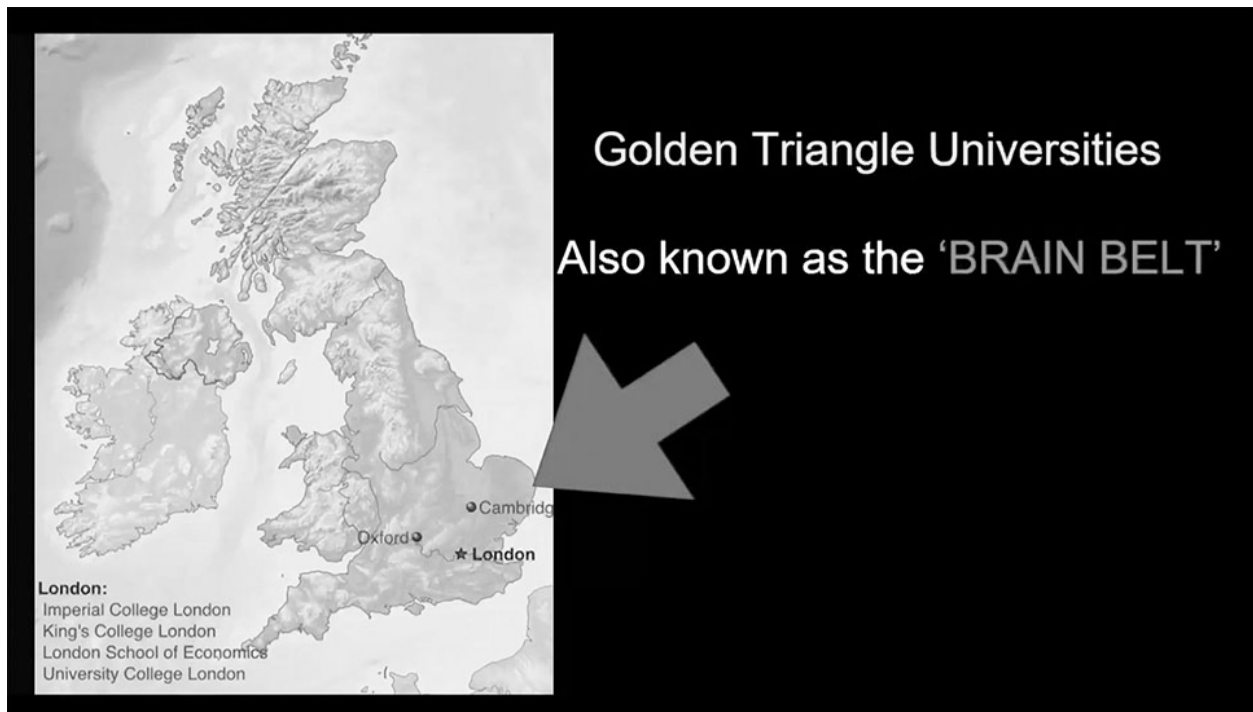 Golden Triangle Universities
Also known as the ‘BRAIN BELT’
Cambridg
Oxford
London
London:
Imperial College London
King's College London
London School of Economics
University College London